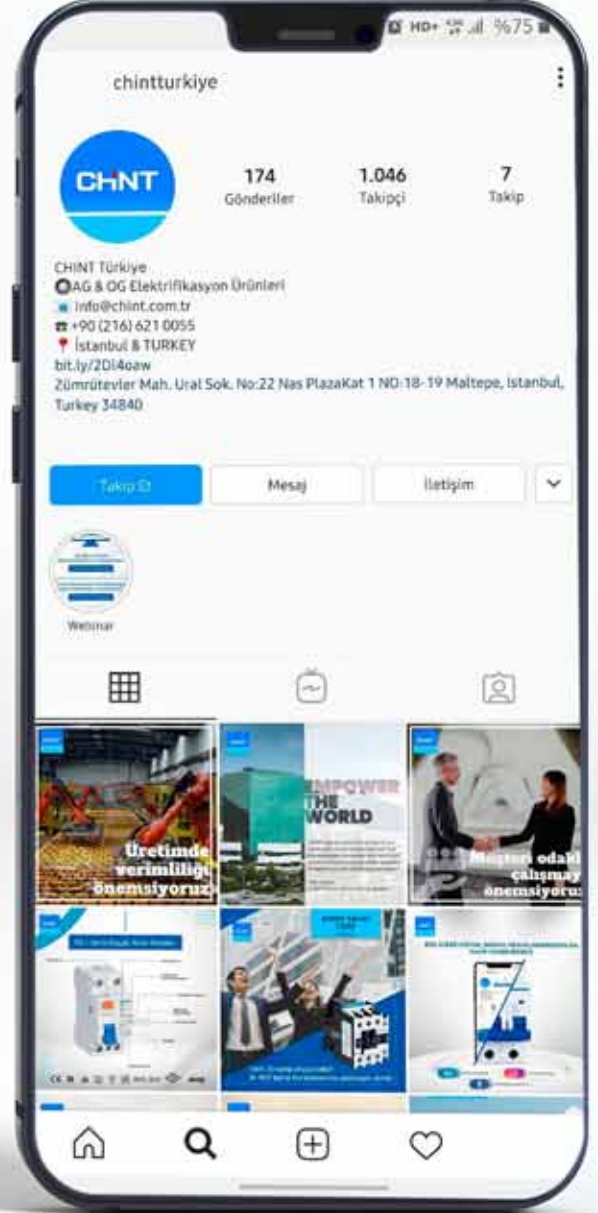 HD+ %75
chintturkiye
CHINT
174 1.046 7
Gönderiler Takipçi Takip
CHINT Türkiye
AG & OG Elektrifikasyon Ürünleri
info@chint.com.tr
+90 (216) 621 0055
İstanbul & TURKEY
bit.ly/2Di4oaw
Zümrütevler Mah. Ural Sok. No:22 Nas PlazaKat 1 NO:18-19 Maltepe, Istanbul,
Turkey 34840
Takip Et Mesaj İletişim
Webinar
Üretimde
verimliliği
önemsiyoruz
EMPOWER
THE
WORLD
Müşteri odaklı
çalışmay
önemsiyoruz